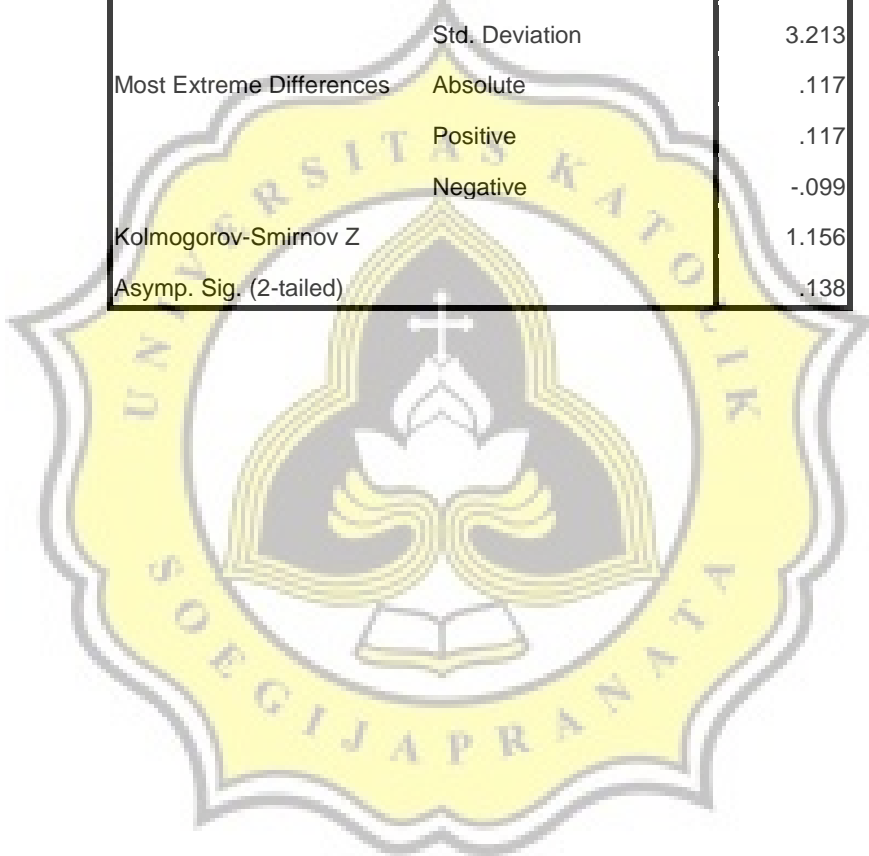 Std. Deviation 3.213
Most Extreme Differences Absolute .117
Positive .117
Negative -.099
Kolmogorov-Smirnov Z 1.156
Asymp. Sig. (2-tailed) .138
UNIVERSITAS KATOLIK
SOEGIJAPRANATA